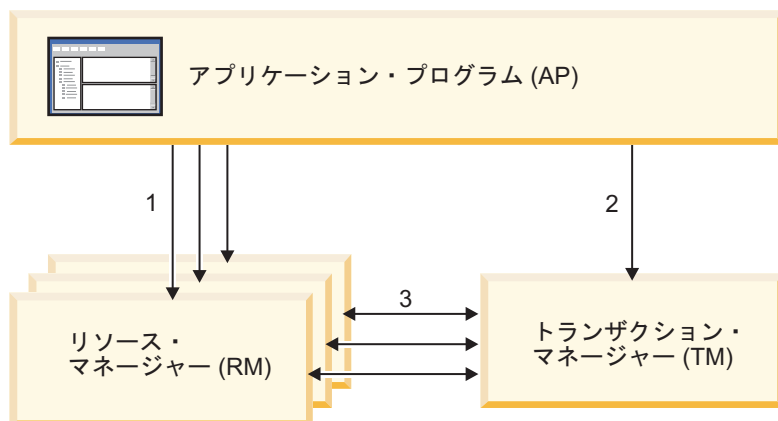 アプリケーション・プログラム (AP)
1
2
3
リソース・
マネージャー (RM)
トランザクション・
マネージャー (TM)